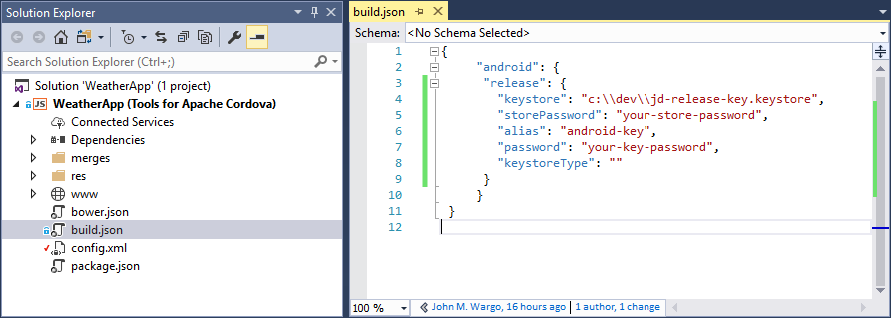 Solution Explorer
Search Solution Explorer (Ctrl+;)
Solution 'WeatherApp' (1 project)
JS WeatherApp (Tools for Apache Cordova)
Connected Services
Dependencies
merges
res
www
bower.json
build.json
config.xml
package.json
build.json
Schema: <No Schema Selected>
1 {
2 "android": {
3 "release": {
4 "keystore": "c:\\dev\\jd-release-key.keystore",
5 "storePassword": "your-store-password",
6 "alias": "android-key",
7 "password": "your-key-password",
8 "keystoreType": ""
9 }
10 }
11 }
12
100 % John M. Wargo, 16 hours ago | 1 author, 1 change